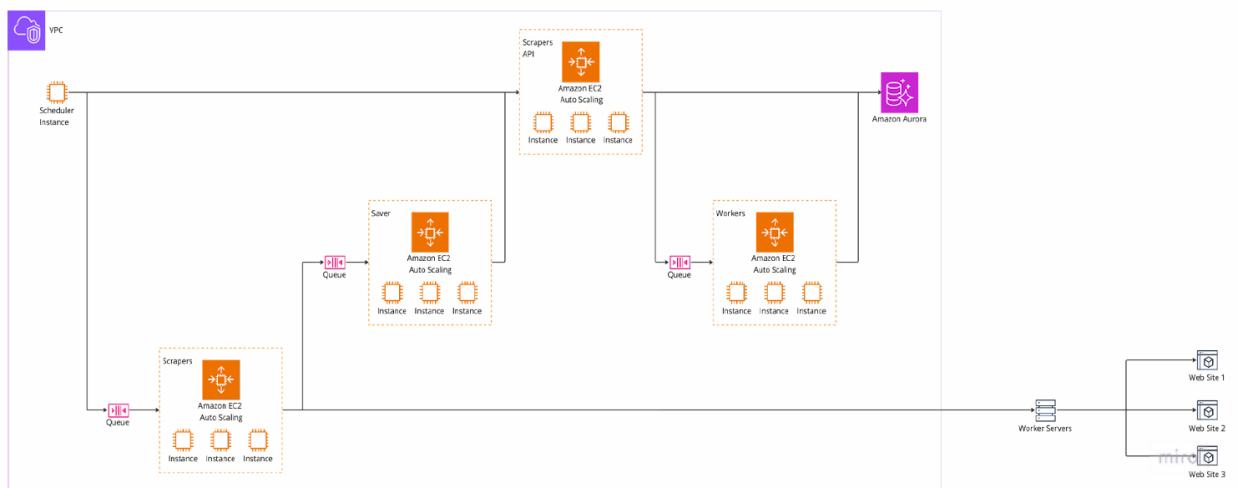 VPC
Scrapers
API
Amazon EC2
Auto Scaling
Instance
Instance
Instance
Scheduler
Instance
Amazon Aurora
Saver
Amazon EC2
Auto Scaling
Queue
Instance
Instance
Instance
Workers
Amazon EC2
Auto Scaling
Queue
Instance
Instance
Instance
Scrapers
Amazon EC2
Auto Scaling
Queue
Instance
Instance
Instance
Worker Servers
Web Site 1
Web Site 2
miro
Web Site 3